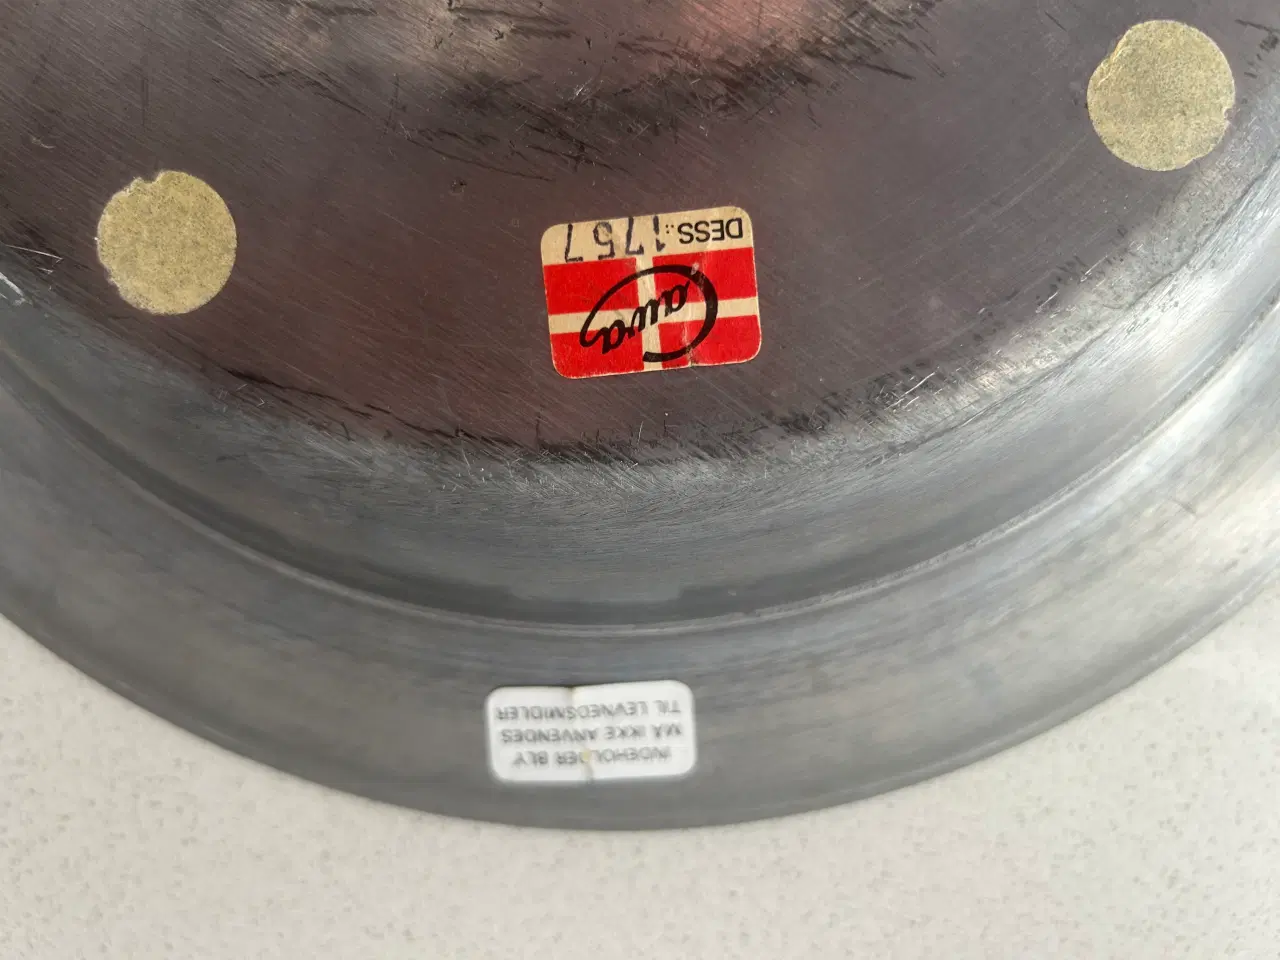 INDEHOLDER BLY
MÅ IKKE ANVENDES
TIL LEVNEDSMIDLER
Cawa
DESS.: 1757